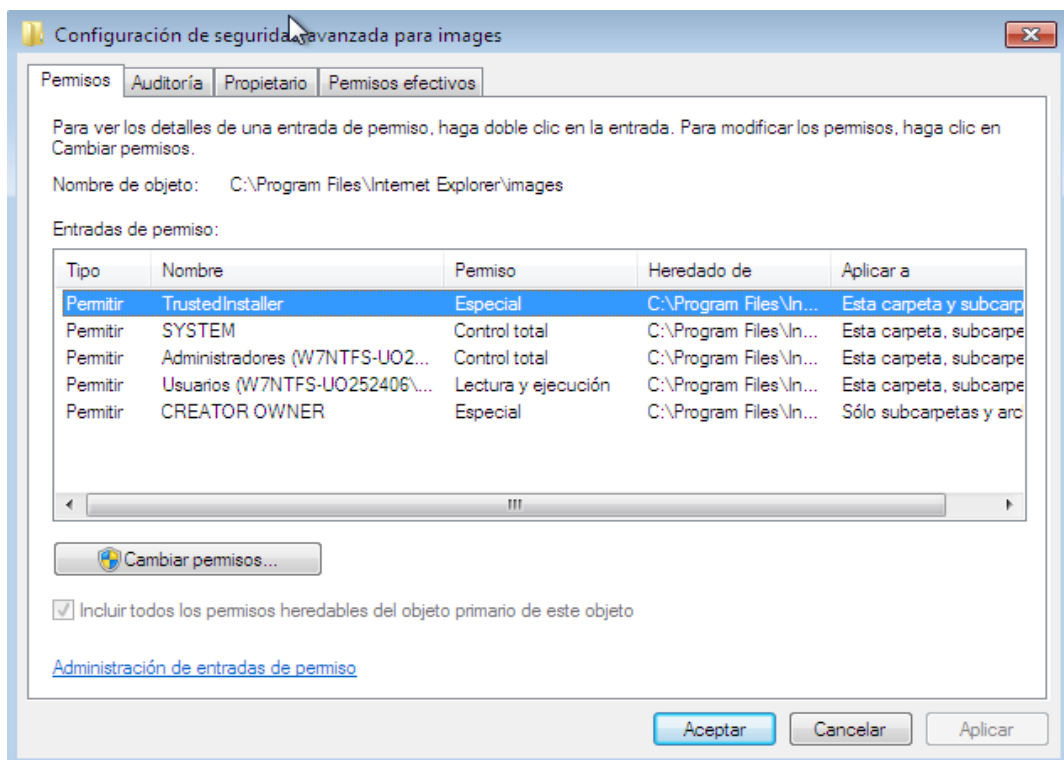 Configuración de seguridad avanzada para images
Permisos Auditoría Propietario Permisos efectivos
Para ver los detalles de una entrada de permiso, haga doble clic en la entrada. Para modificar los permisos, haga clic en
Cambiar permisos.
Nombre de objeto: C:\Program Files\Internet Explorer\images
Entradas de permiso:
Tipo Nombre Permiso Heredado de Aplicar a
Permitir TrustedInstaller Especial C:\Program Files\In... Esta carpeta y subcarp
Permitir SYSTEM Control total C:\Program Files\In... Esta carpeta, subcarpe
Permitir Administradores (W7NTFS-UO2... Control total C:\Program Files\In... Esta carpeta, subcarpe
Permitir Usuarios (W7NTFS-UO252406\... Lectura y ejecución C:\Program Files\In... Esta carpeta, subcarpe
Permitir CREATOR OWNER Especial C:\Program Files\In... Sólo subcarpetas y arc
Cambiar permisos...
Incluir todos los permisos heredables del objeto primario de este objeto
Administración de entradas de permiso
Aceptar Cancelar Aplicar